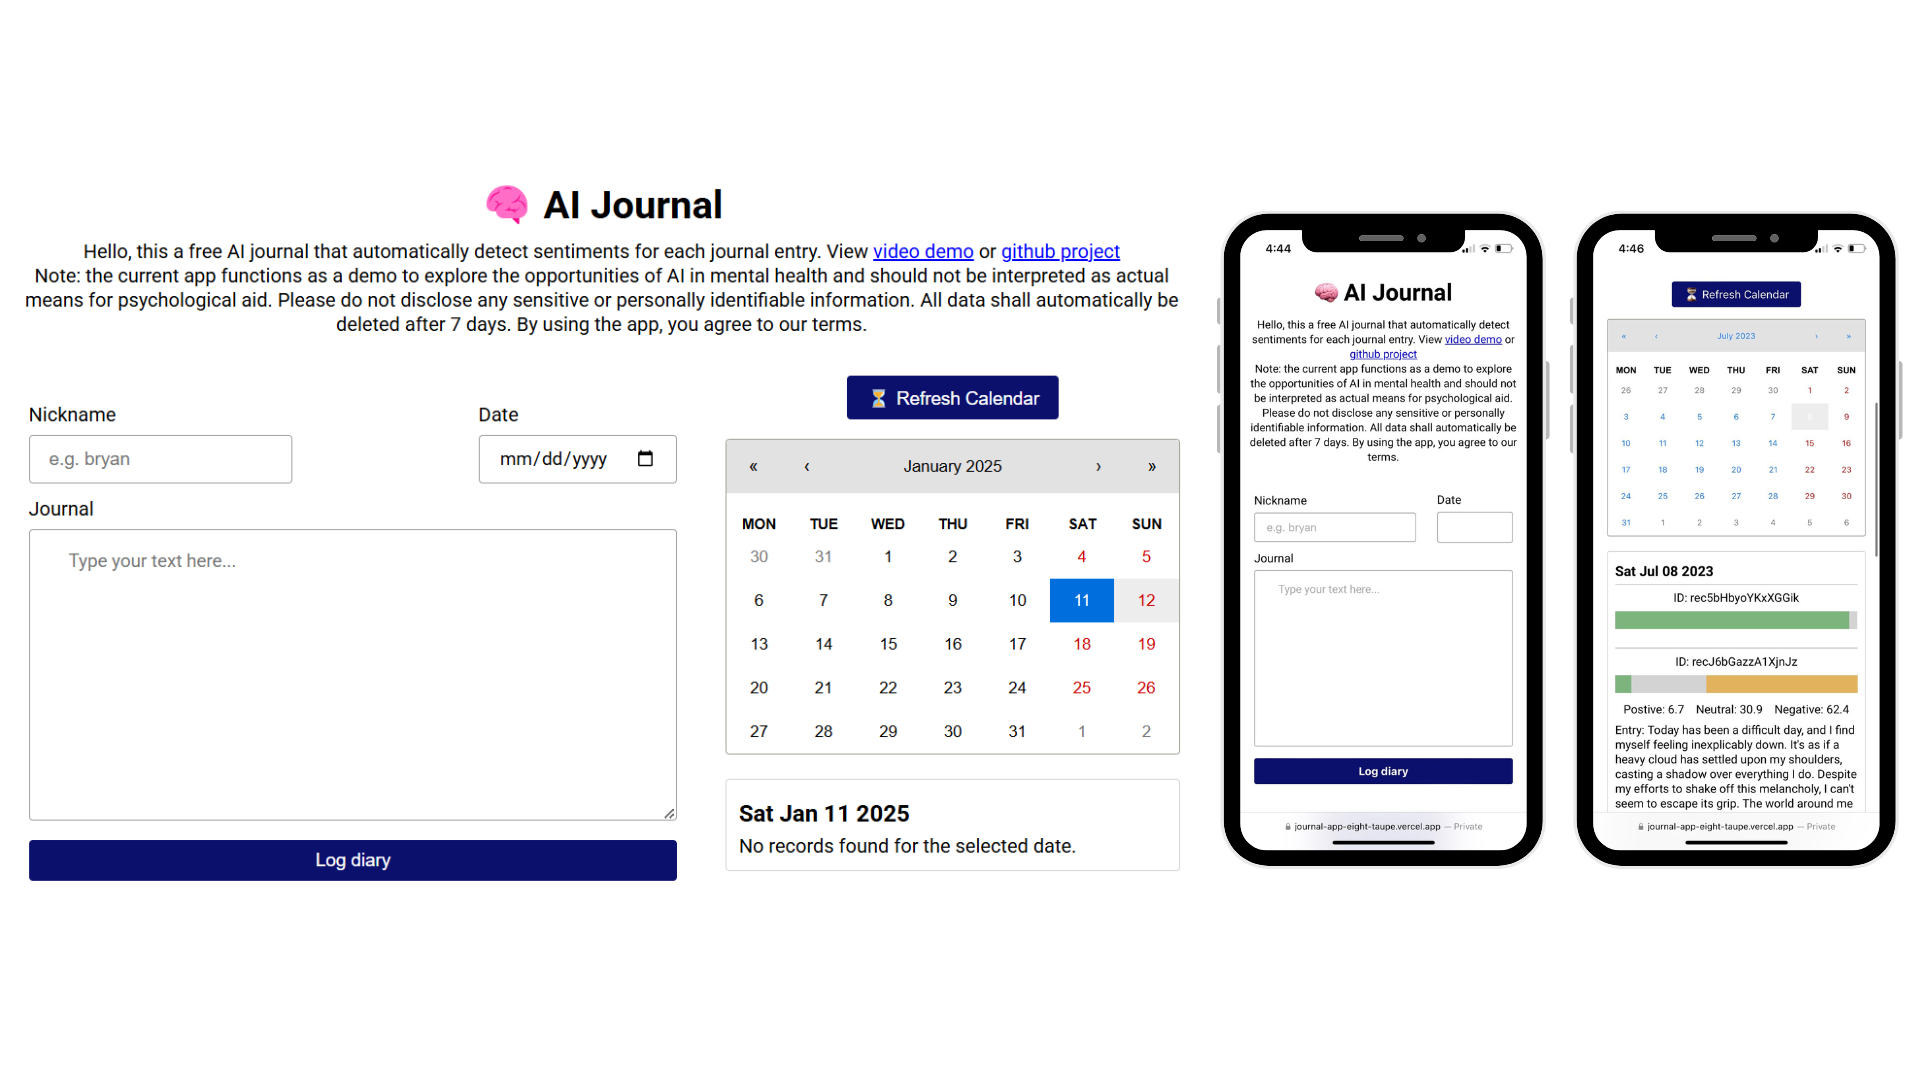 AI Journal
Hello, this a free AI journal that automatically detect sentiments for each journal entry. View video demo or github project
Note: the current app functions as a demo to explore the opportunities of AI in mental health and should not be interpreted as actual
means for psychological aid. Please do not disclose any sensitive or personally identifiable information. All data shall automatically be
deleted after 7 days. By using the app, you agree to our terms.
Nickname Date
e.g. bryan mm/dd/yyyy
Journal
Type your text here...
Log diary
Refresh Calendar
« ‹ January 2025 › »
MON TUE WED THU FRI SAT SUN
30 31 1 2 3 4 5
6 7 8 9 10 11 12
13 14 15 16 17 18 19
20 21 22 23 24 25 26
27 28 29 30 31 1 2
Sat Jan 11 2025
No records found for the selected date.
4:44
AI Journal
Hello, this a free AI journal that automatically detect
sentiments for each journal entry. View video demo or
github project
Note: the current app functions as a demo to explore
the opportunities of AI in mental health and should not
be interpreted as actual means for psychological aid.
Please do not disclose any sensitive or personally
identifiable information. All data shall automatically be
deleted after 7 days. By using the app, you agree to our
terms.
Nickname Date
e.g. bryan
Journal
Type your text here...
Log diary
journal-app-eight-taupe.vercel.app — Private
4:46
Refresh Calendar
« ‹ July 2023 › »
MON TUE WED THU FRI SAT SUN
26 27 28 29 30 1 2
3 4 5 6 7 8 9
10 11 12 13 14 15 16
17 18 19 20 21 22 23
24 25 26 27 28 29 30
31 1 2 3 4 5 6
Sat Jul 08 2023
ID: rec5bHbyoYKxXGGik
ID: recJ6bGazzA1XjnJz
Postive: 6.7 Neutral: 30.9 Negative: 62.4
Entry: Today has been a difficult day, and I find
myself feeling inexplicably down. It's as if a
heavy cloud has settled upon my shoulders,
casting a shadow over everything I do. Despite
my efforts to shake off this melancholy, I can't
seem to escape its grip. The world around me
journal-app-eight-taupe.vercel.app — Private